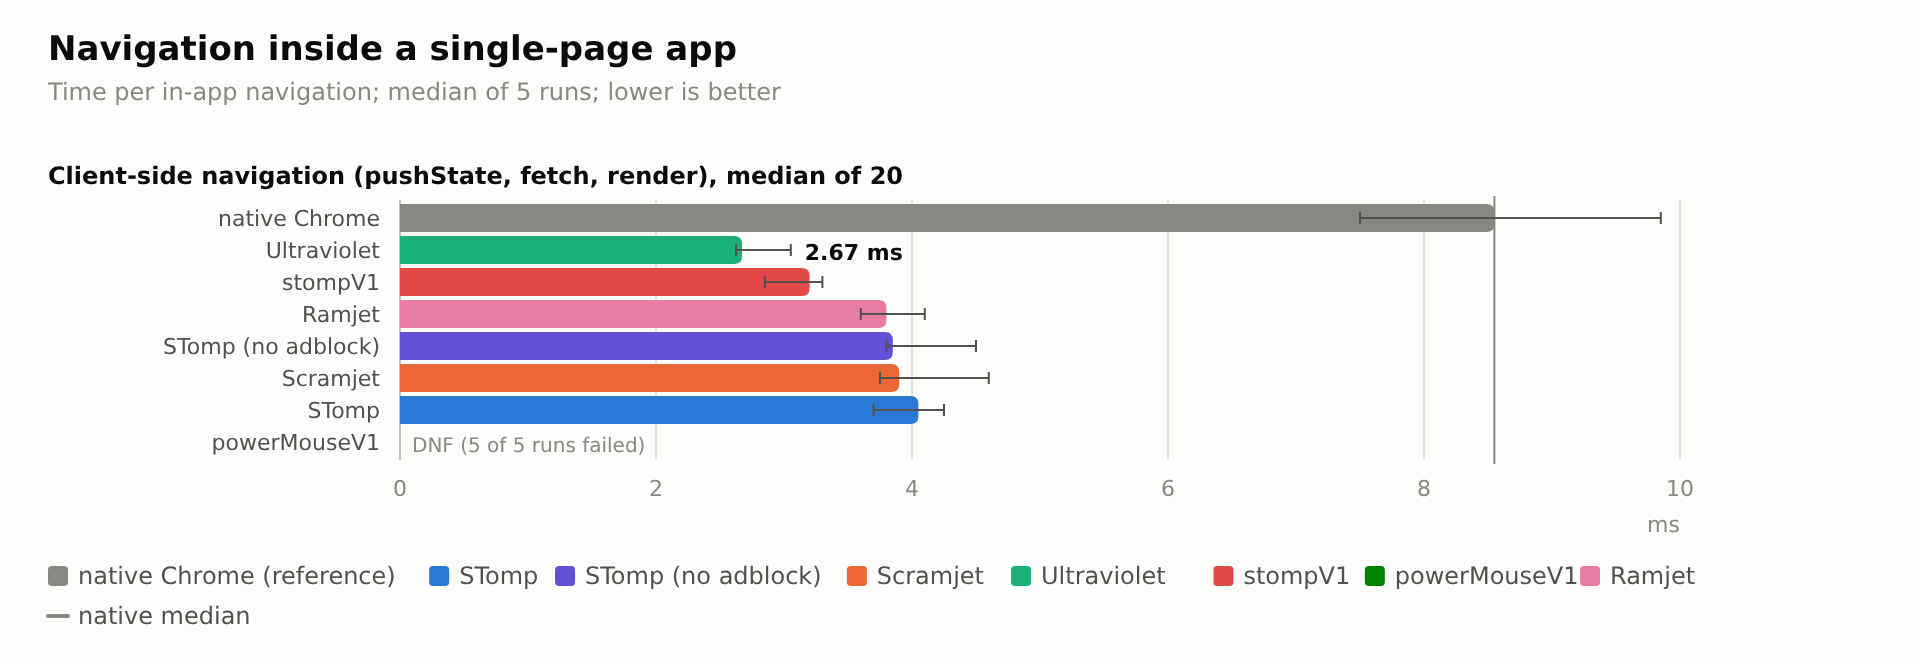 Navigation inside a single-page app
Time per in-app navigation; median of 5 runs; lower is better
Client-side navigation (pushState, fetch, render), median of 20
native Chrome
Ultraviolet 2.67 ms
stompV1
Ramjet
STomp (no adblock)
Scramjet
STomp
powerMouseV1 DNF (5 of 5 runs failed)
0 2 4 6 8 10
ms
native Chrome (reference) STomp STomp (no adblock) Scramjet Ultraviolet stompV1 powerMouseV1 Ramjet
native median